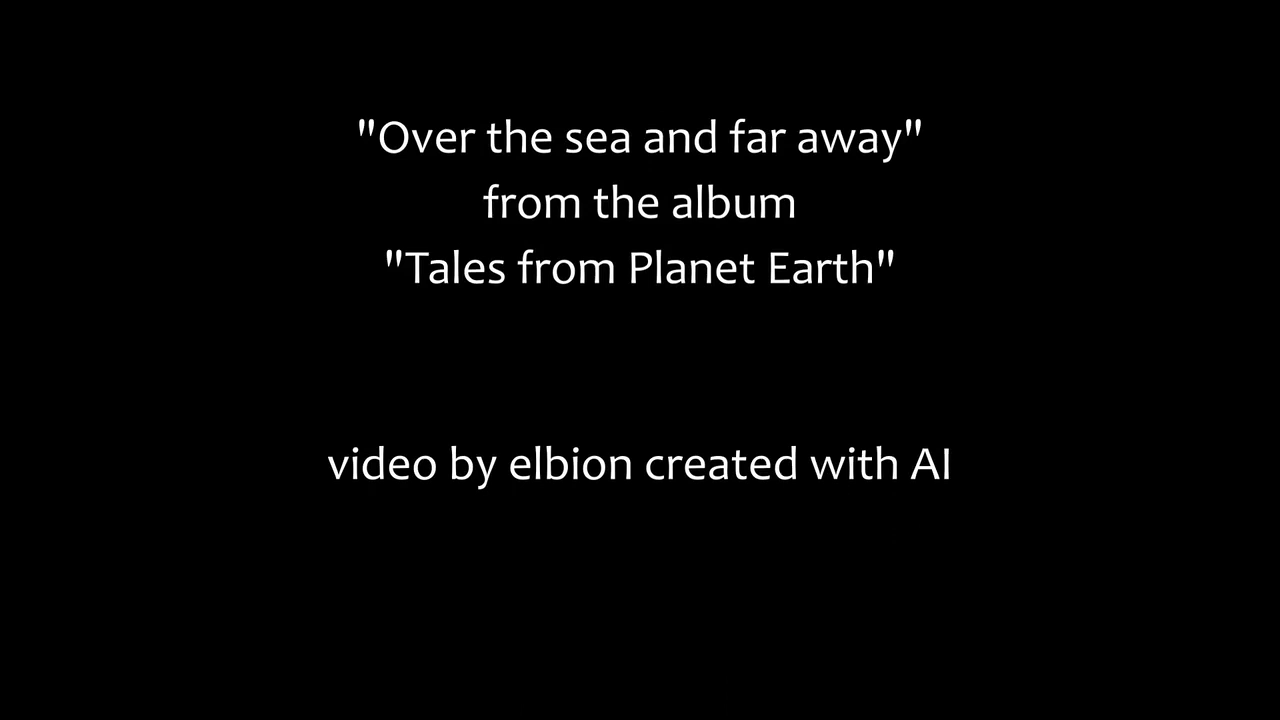 "Over the sea and far away"
from the album
"Tales from Planet Earth"
video by elbion created with AI